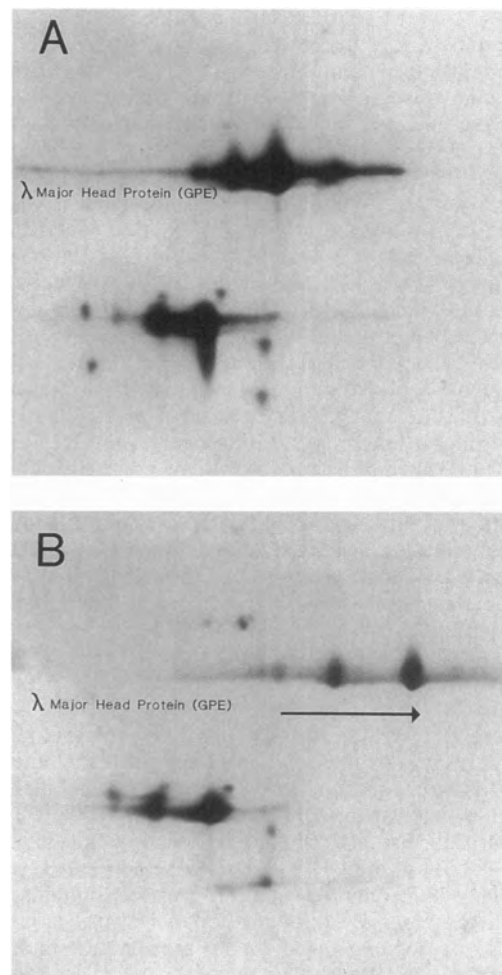 A
λ Major Head Protein (GPE)
B
λ Major Head Protein (GPE)